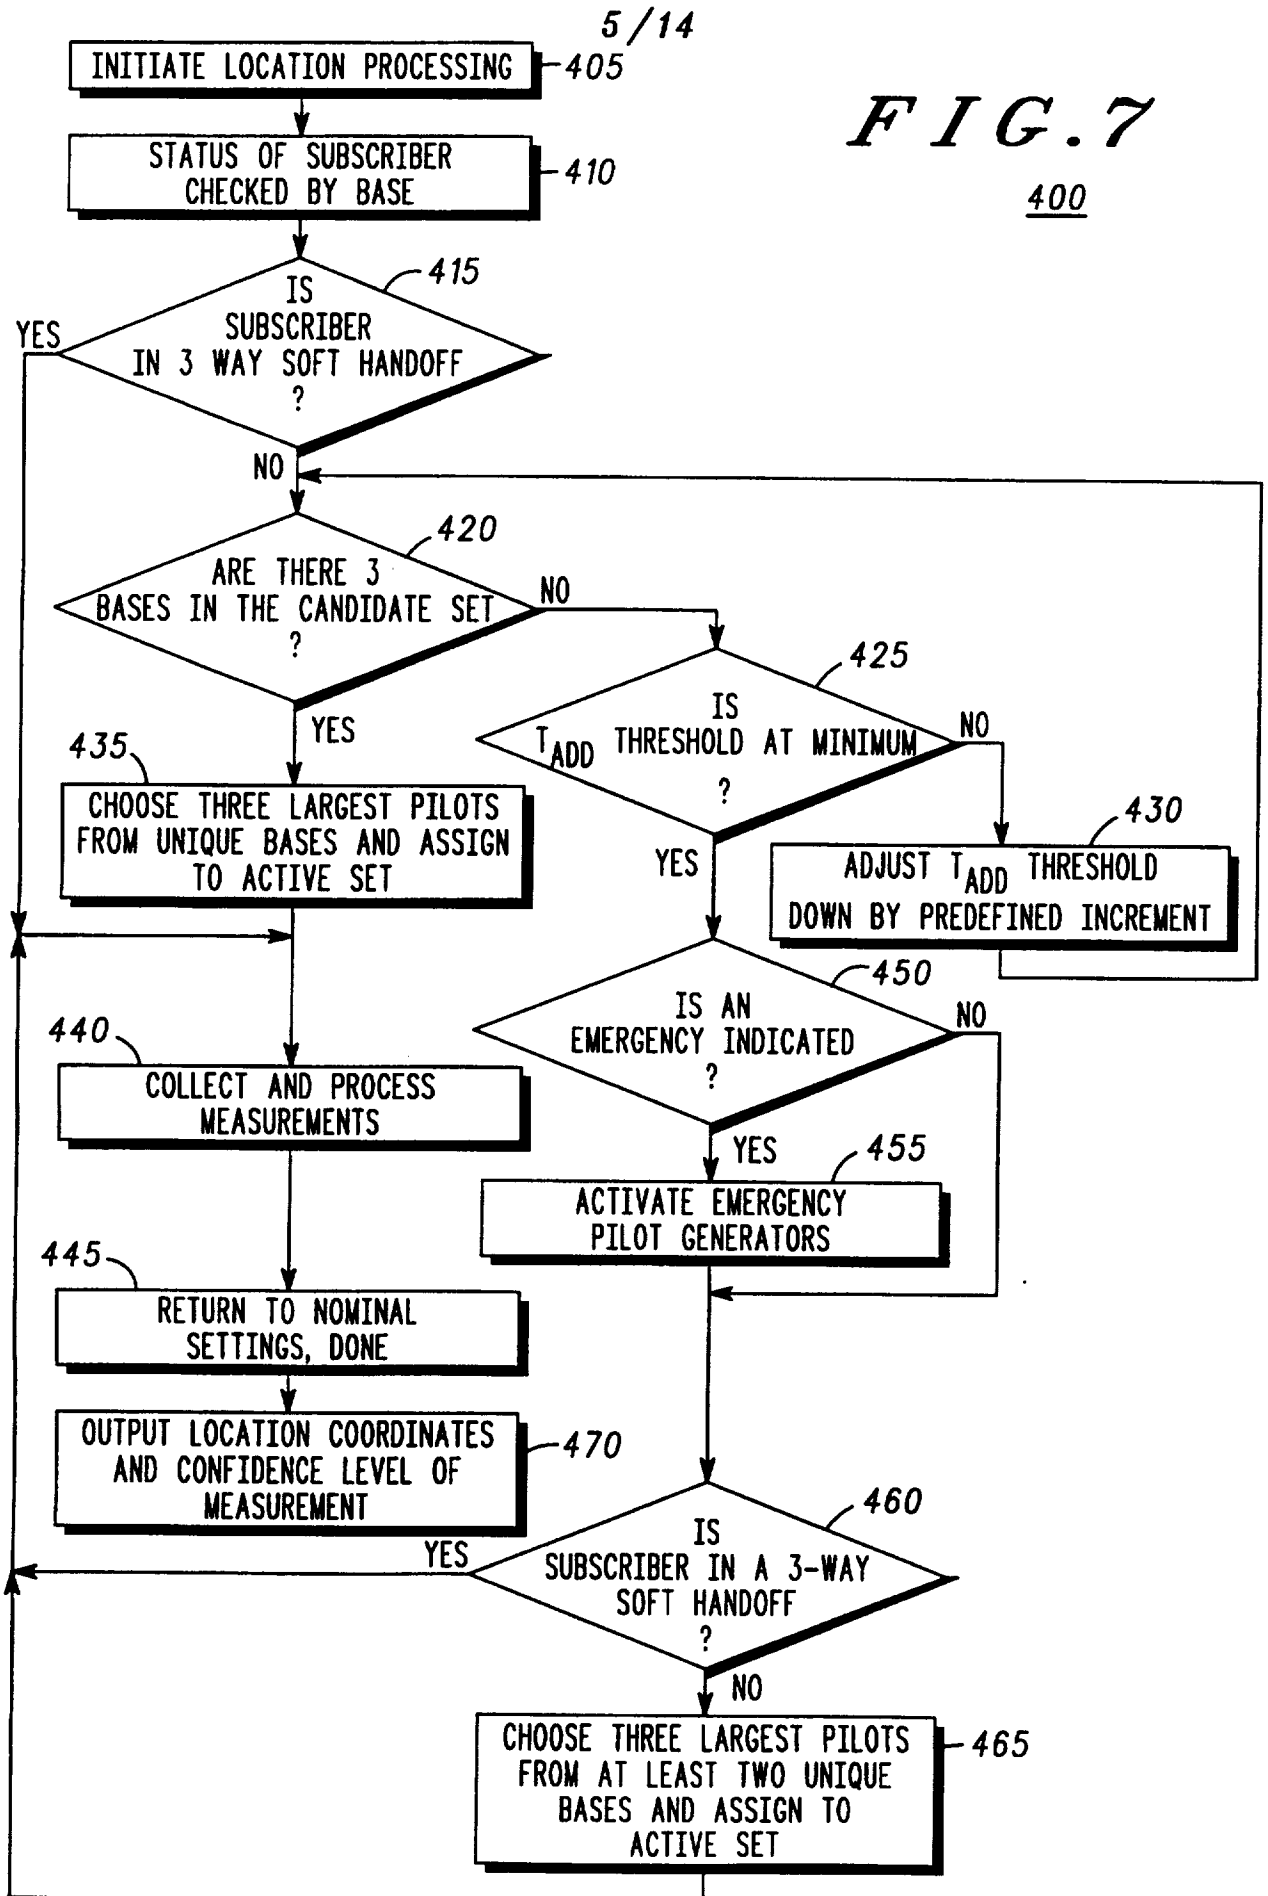 5/14
INITIATE LOCATION PROCESSING
405
FIG. 7
400
STATUS OF SUBSCRIBER
CHECKED BY BASE
410
415
IS
SUBSCRIBER
IN 3 WAY SOFT HANDOFF
?
YES
NO
420
ARE THERE 3
BASES IN THE CANDIDATE SET
?
NO
YES
425
IS
TADD THRESHOLD AT MINIMUM
?
NO
YES
430
ADJUST TADD THRESHOLD
DOWN BY PREDEFINED INCREMENT
435
CHOOSE THREE LARGEST PILOTS
FROM UNIQUE BASES AND ASSIGN
TO ACTIVE SET
450
IS AN
EMERGENCY INDICATED
?
NO
YES
440
COLLECT AND PROCESS
MEASUREMENTS
455
ACTIVATE EMERGENCY
PILOT GENERATORS
445
RETURN TO NOMINAL
SETTINGS, DONE
OUTPUT LOCATION COORDINATES
AND CONFIDENCE LEVEL OF
MEASUREMENT
470
460
IS
SUBSCRIBER IN A 3-WAY
SOFT HANDOFF
?
YES
NO
CHOOSE THREE LARGEST PILOTS
FROM AT LEAST TWO UNIQUE
BASES AND ASSIGN TO
ACTIVE SET
465